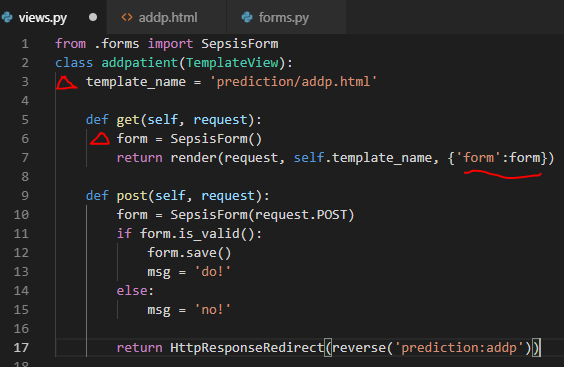 views.py addp.html forms.py
1 from .forms import SepsisForm
2 class addpatient(TemplateView):
3     template_name = 'prediction/addp.html'
4
5     def get(self, request):
6         form = SepsisForm()
7         return render(request, self.template_name, {'form':form})
8
9     def post(self, request):
10         form = SepsisForm(request.POST)
11         if form.is_valid():
12             form.save()
13             msg = 'do!'
14         else:
15             msg = 'no!'
16
17         return HttpResponseRedirect(reverse('prediction:addp'))
18